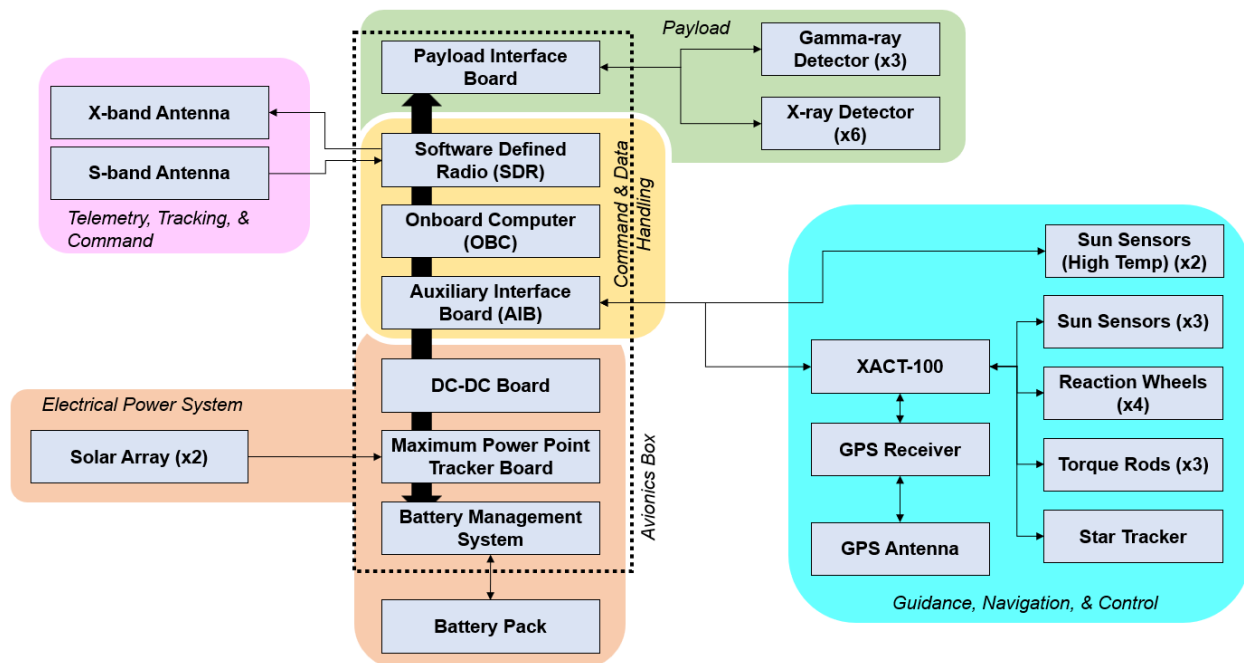 Payload
Payload Interface
Board
Gamma-ray
Detector (x3)
X-ray Detector
(x6)
X-band Antenna
S-band Antenna
Telemetry, Tracking, &
Command
Software Defined
Radio (SDR)
Onboard Computer
(OBC)
Auxiliary Interface
Board (AIB)
Command & Data
Handling
DC-DC Board
Electrical Power System
Solar Array (x2)
Maximum Power Point
Tracker Board
Battery Management
System
Battery Pack
Avionics Box
Sun Sensors
(High Temp) (x2)
Sun Sensors (x3)
XACT-100
Reaction Wheels
(x4)
GPS Receiver
Torque Rods (x3)
GPS Antenna
Star Tracker
Guidance, Navigation, & Control